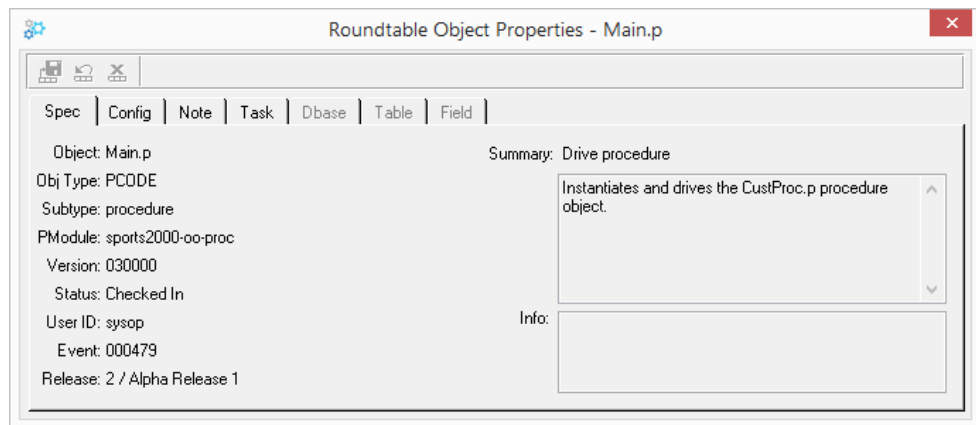 Roundtable Object Properties - Main.p
Spec Config Note Task Dbase Table Field
Object: Main.p
Obj Type: PCODE
Subtype: procedure
PModule: sports2000-oo-proc
Version: 030000
Status: Checked In
User ID: sysop
Event: 000479
Release: 2 / Alpha Release 1
Summary: Drive procedure
Instantiates and drives the CustProc.p procedure
object.
Info: